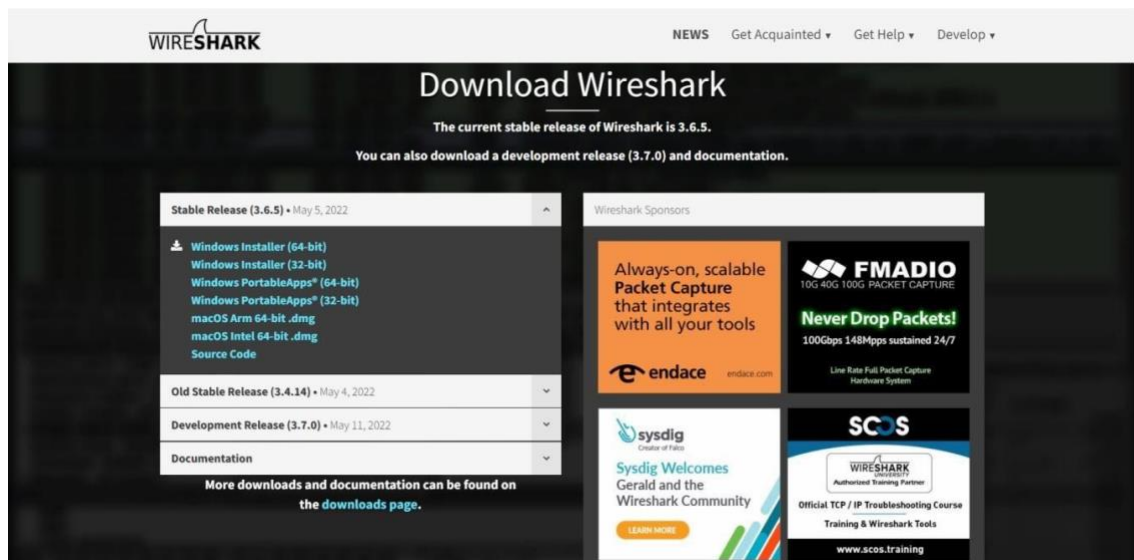 WIRESHARK
NEWS Get Acquainted ▾ Get Help ▾ Develop ▾
Download Wireshark
The current stable release of Wireshark is 3.6.5.
You can also download a development release (3.7.0) and documentation.
Stable Release (3.6.5) • May 5, 2022
Windows Installer (64-bit)
Windows Installer (32-bit)
Windows PortableApps® (64-bit)
Windows PortableApps® (32-bit)
macOS Arm 64-bit .dmg
macOS Intel 64-bit .dmg
Source Code
Old Stable Release (3.4.14) • May 4, 2022
Development Release (3.7.0) • May 11, 2022
Documentation
More downloads and documentation can be found on
the downloads page.
Wireshark Sponsors
Always-on, scalable
Packet Capture
that integrates
with all your tools
endace endace.com
FMADIO
10G 40G 100G PACKET CAPTURE
Never Drop Packets!
100Gbps 148Mpps sustained 24/7
Line Rate Full Packet Capture
Hardware System
sysdig
Creator of Falco
Sysdig Welcomes
Gerald and the
Wireshark Community
LEARN MORE
SCOS
WIRESHARK
UNIVERSITY
Authorized Training Partner
Official TCP / IP Troubleshooting Course
Training & Wireshark Tools
www.scos.training